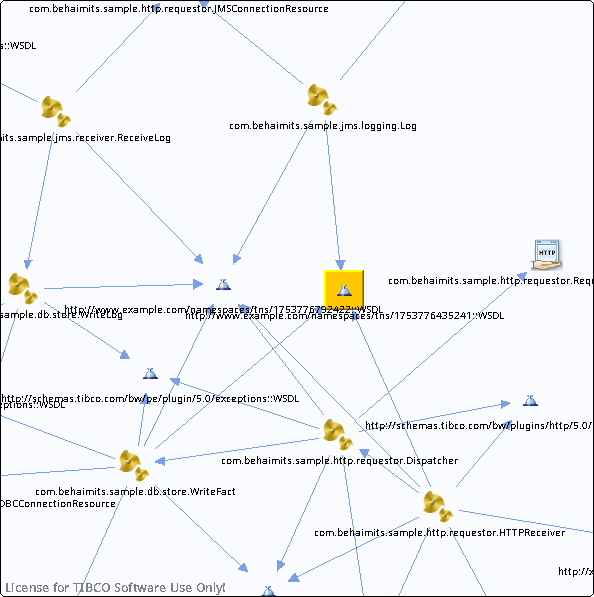 com.behaimits.sample.http.requestor.JMSConnectionResource
s::WSDL
com.behaimits.sample.jms.logging.Log
its.sample.jms.receiver.ReceiveLog
HTTP
com.behaimits.sample.http.requestor.Req
http://www.example.com/namespaces/tns/1753776792422::WSDL
sample.db.store.WriteLog
http://www.example.com/namespaces/tns/1753776435241::WSDL
http://schemas.tibco.com/bw/pe/plugin/5.0/exceptions::WSDL
eptions::WSDL
http://schemas.tibco.com/bw/plugins/http/5.0/
com.behaimits.sample.http.requestor.Dispatcher
com.behaimits.sample.db.store.WriteFact
DBCConnectionResource
com.behaimits.sample.http.requestor.HTTPReceiver
http://x
License for TIBCO Software Use Only!